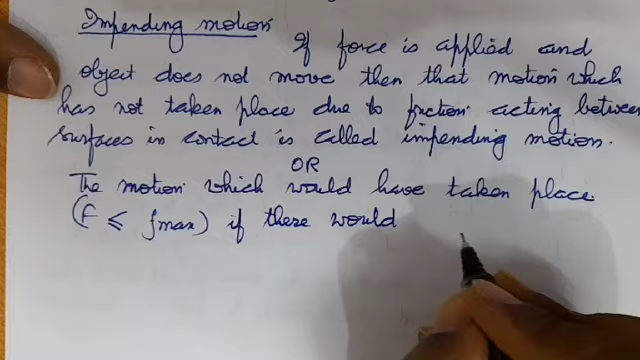 Impending motion
If force is applied and
object does not move then that motion which
has not taken place due to friction acting between
surfaces in contact is called impending motion.
OR
The motion which would have taken place
(F ≤ fmax) if there would